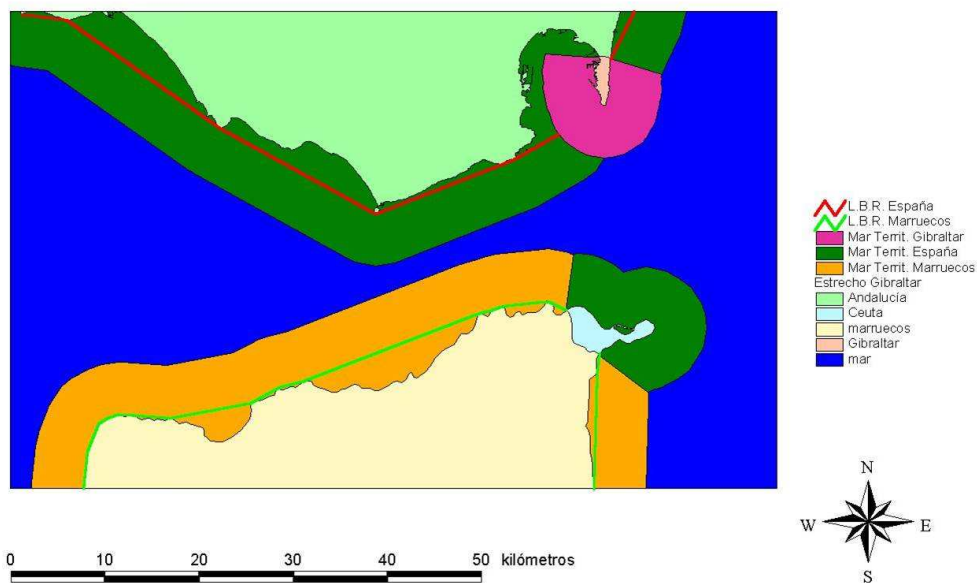 L.B.R. España
L.B.R. Marruecos
Mar Territ. Gibraltar
Mar Territ. España
Mar Territ. Marruecos
Estrecho Gibraltar
Andalucía
Ceuta
marruecos
Gibraltar
mar
N
W E
S
0 10 20 30 40 50 kilómetros